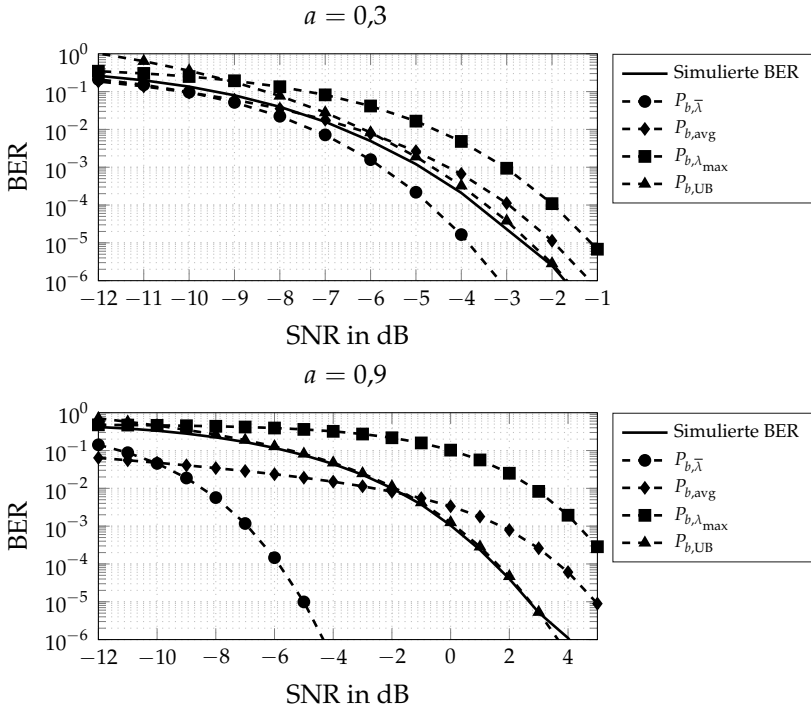 a = 0,3
10^0
10^−1
10^−2
10^−3
10^−4
10^−5
10^−6
BER
−12 −11 −10 −9 −8 −7 −6 −5 −4 −3 −2 −1
SNR in dB
Simulierte BER
P_{b,λ̅}
P_{b,avg}
P_{b,λ_max}
P_{b,UB}
a = 0,9
10^0
10^−1
10^−2
10^−3
10^−4
10^−5
10^−6
BER
−12 −10 −8 −6 −4 −2 0 2 4
SNR in dB
Simulierte BER
P_{b,λ̅}
P_{b,avg}
P_{b,λ_max}
P_{b,UB}